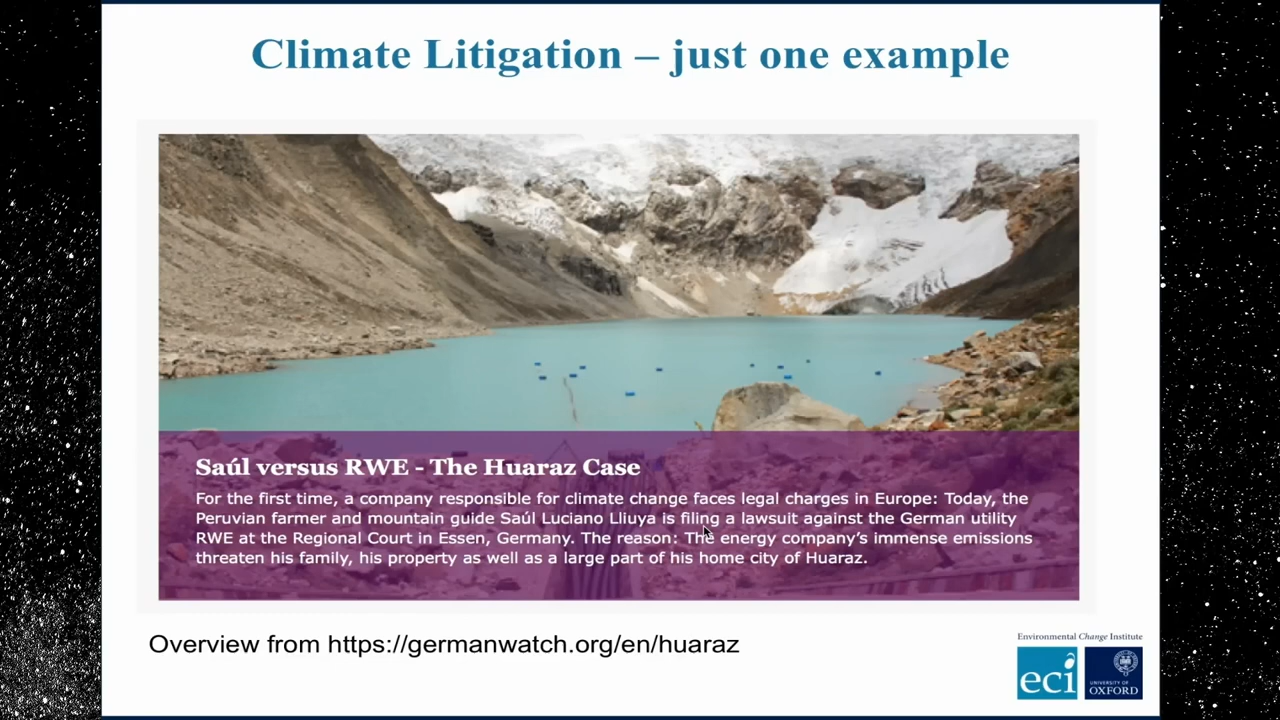 Climate Litigation – just one example
Saúl versus RWE - The Huaraz Case
For the first time, a company responsible for climate change faces legal charges in Europe: Today, the
Peruvian farmer and mountain guide Saúl Luciano Lliuya is filing a lawsuit against the German utility
RWE at the Regional Court in Essen, Germany. The reason: The energy company’s immense emissions
threaten his family, his property as well as a large part of his home city of Huaraz.
Overview from https://germanwatch.org/en/huaraz
Environmental Change Institute
eci
UNIVERSITY OF
OXFORD